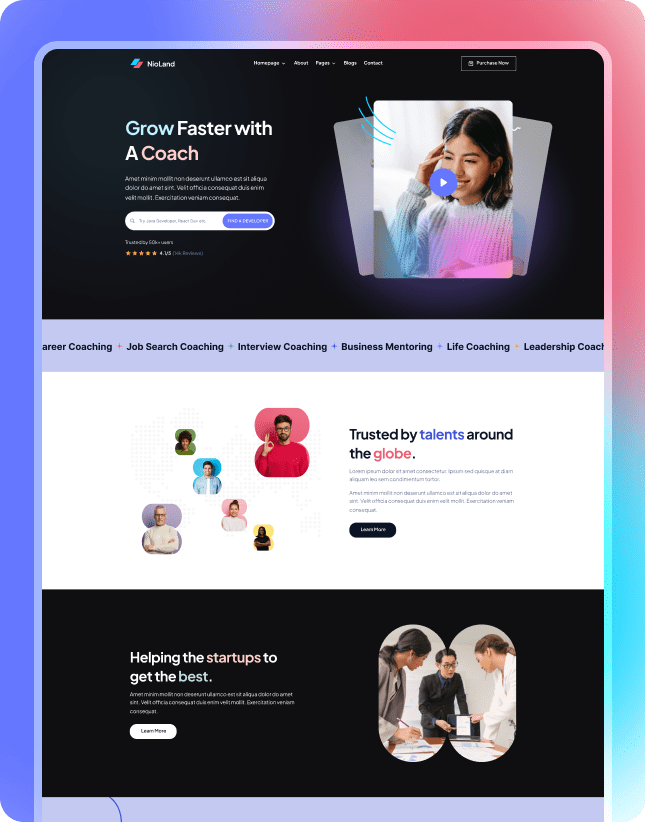 NioLand
Homepage
About
Pages
Blogs
Contact
Purchase Now
Grow Faster with
A Coach
Amet minim mollit non deserunt ullamco est sit aliqua
dolor do amet sint. Velit officia consequat duis enim
velit mollit. Exercitation veniam consequat.
Try Java Developer, React Dev etc.
FIND A DEVELOPER
Trusted by 50k+ users
4.1/5 (14k Reviews)
areer Coaching + Job Search Coaching + Interview Coaching + Business Mentoring + Life Coaching + Leadership Coach
Trusted by talents around
the globe.
Lorem ipsum dolor sit amet consectetur. Ipsum sed quisque at diam
aliquam leo sem condimentum tortor.
Amet minim mollit non deserunt ullamco est sit aliqua dolor do amet
sint. Velit officia consequat duis enim velit mollit. Exercitation veniam
consequat.
Learn More
Helping the startups to
get the best.
Amet minim mollit non deserunt ullamco est sit aliqua dolor do amet
sint. Velit officia consequat duis enim velit mollit. Exercitation veniam
consequat.
Learn More